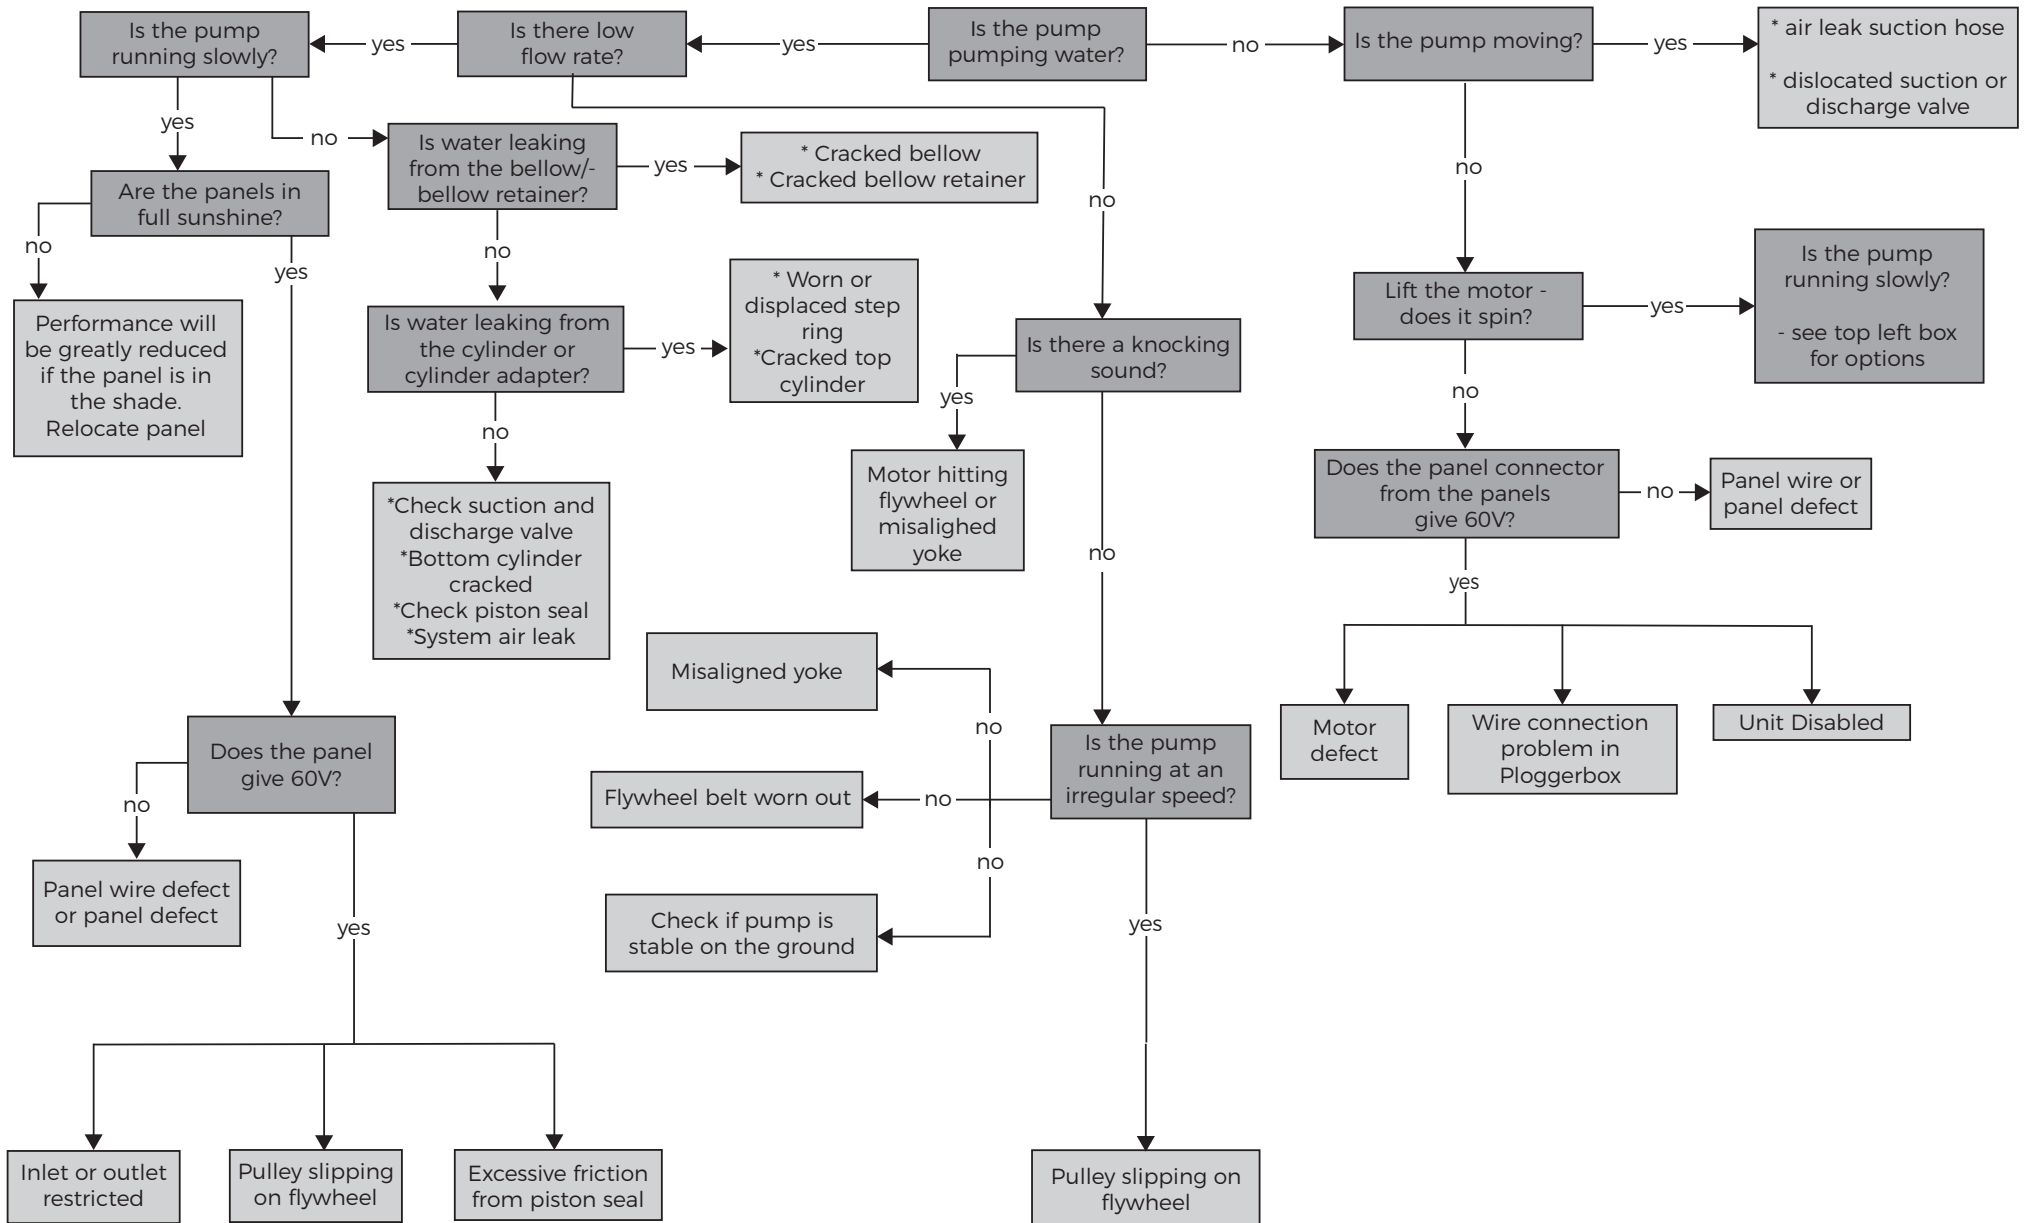 Is the pump
running slowly?
yes
Is there low
flow rate?
yes
Is the pump
pumping water?
no
Is the pump moving?
yes
* air leak suction hose
* dislocated suction or
discharge valve
yes
no
Is water leaking
from the bellow/-
bellow retainer?
yes
* Cracked bellow
* Cracked bellow retainer
no
no
Are the panels in
full sunshine?
no
yes
no
Performance will
be greatly reduced
if the panel is in
the shade.
Relocate panel
Is water leaking from
the cylinder or
cylinder adapter?
yes
* Worn or
displaced step
ring
*Cracked top
cylinder
no
*Check suction and
discharge valve
*Bottom cylinder
cracked
*Check piston seal
*System air leak
Is there a knocking
sound?
yes
Motor hitting
flywheel or
misalighed
yoke
no
Lift the motor -
does it spin?
yes
Is the pump
running slowly?
- see top left box
for options
no
Does the panel connector
from the panels
give 60V?
no
Panel wire or
panel defect
yes
Motor
defect
Wire connection
problem in
Ploggerbox
Unit Disabled
Misaligned yoke
no
Is the pump
running at an
irregular speed?
no
Flywheel belt worn out
no
Check if pump is
stable on the ground
yes
Pulley slipping on
flywheel
Does the panel
give 60V?
no
Panel wire defect
or panel defect
yes
Inlet or outlet
restricted
Pulley slipping
on flywheel
Excessive friction
from piston seal